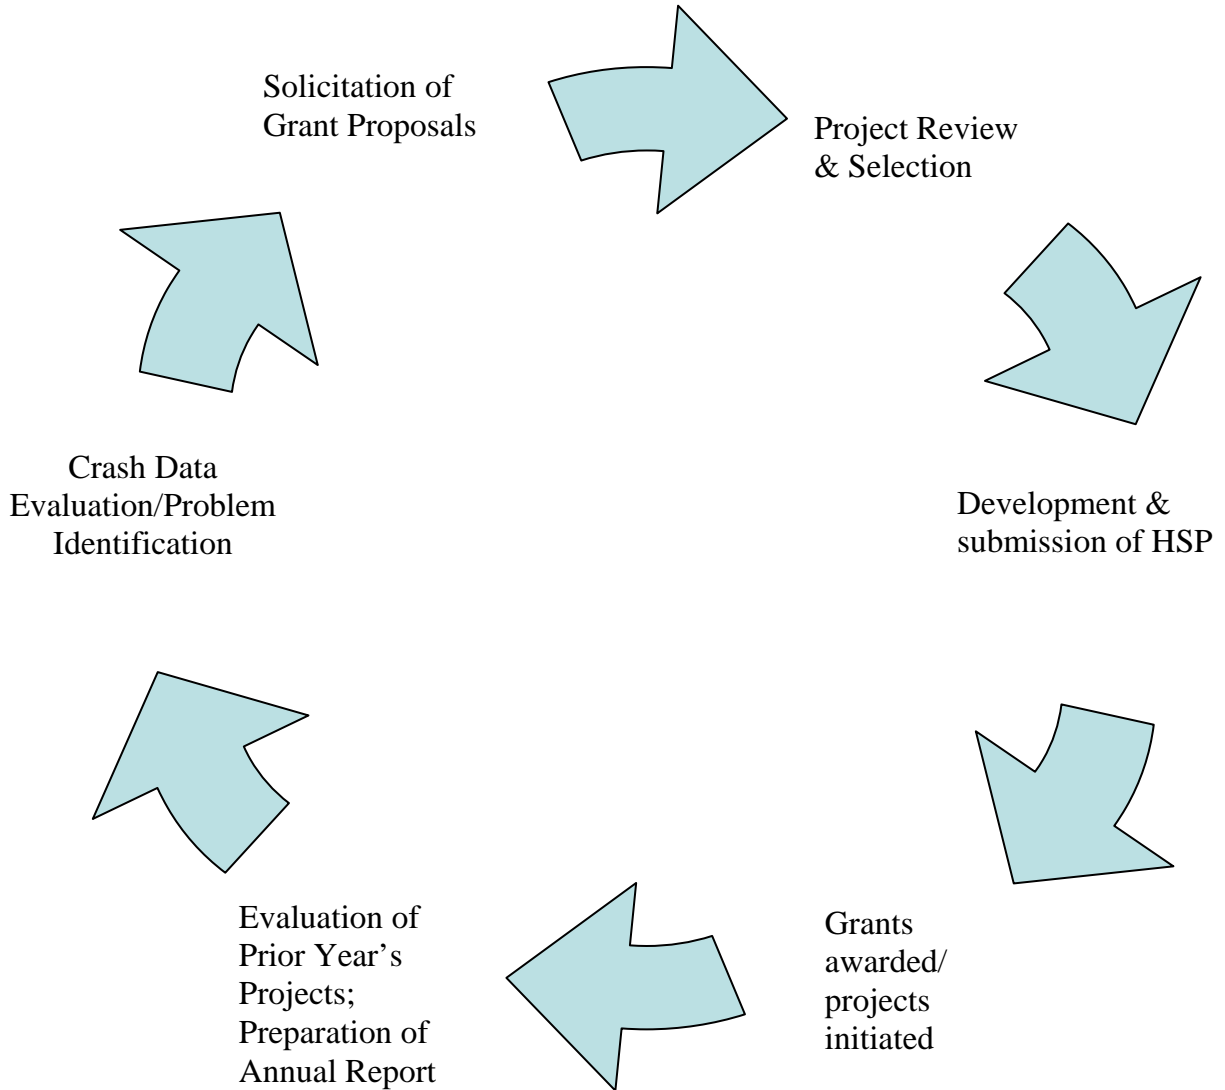 Solicitation of
Grant Proposals
Project Review
& Selection
Development &
submission of HSP
Grants
awarded/
projects
initiated
Evaluation of
Prior Year’s
Projects;
Preparation of
Annual Report
Crash Data
Evaluation/Problem
Identification